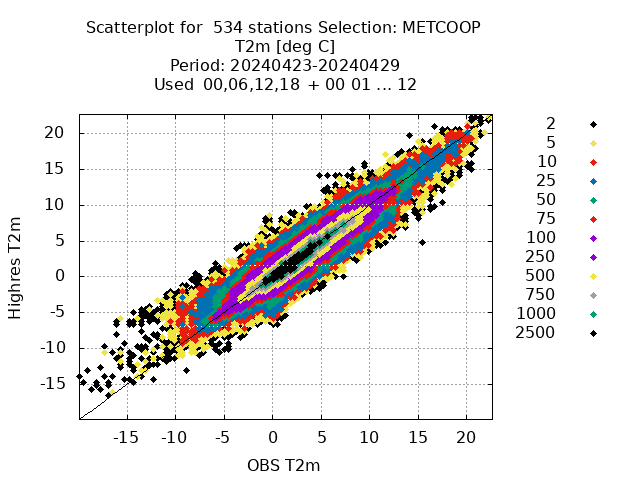 Scatterplot for  534 stations Selection: METCOOP
T2m [deg C]
Period: 20240423-20240429
Used  00,06,12,18 + 00 01 ... 12
2
5
10
25
50
75
100
250
500
750
1000
2500
20
15
10
5
0
-5
-10
-15
Highres T2m
-15 -10 -5 0 5 10 15 20
OBS T2m